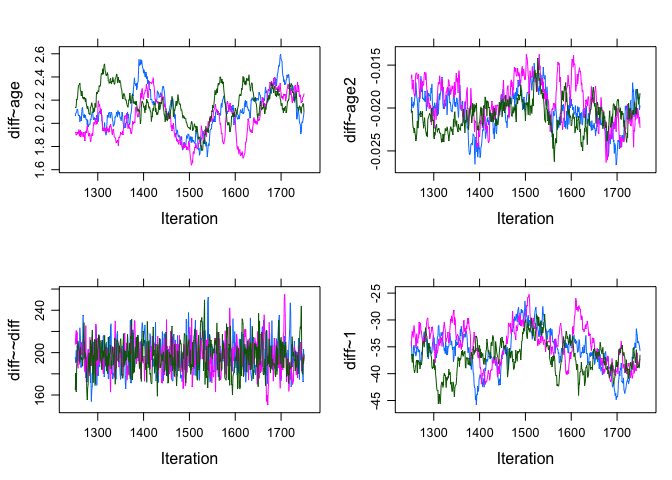 diff~age
1.6 1.8 2.0 2.2 2.4 2.6
1300 1400 1500 1600 1700
Iteration
diff~age2
-0.025 -0.020 -0.015
1300 1400 1500 1600 1700
Iteration
diff~~diff
160 200 240
1300 1400 1500 1600 1700
Iteration
diff~1
-45 -40 -35 -30 -25
1300 1400 1500 1600 1700
Iteration